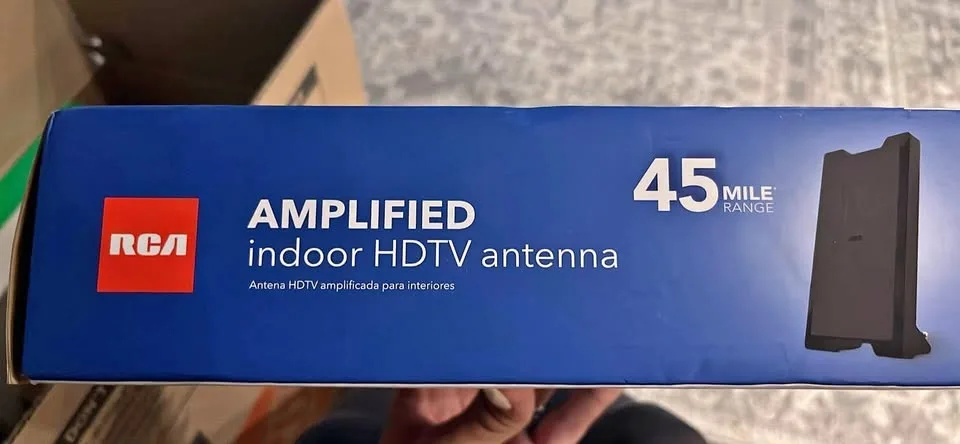 RCA
AMPLIFIED
indoor HDTV antenna
Antena HDTV amplificada para interiores
45 MILE*
RANGE